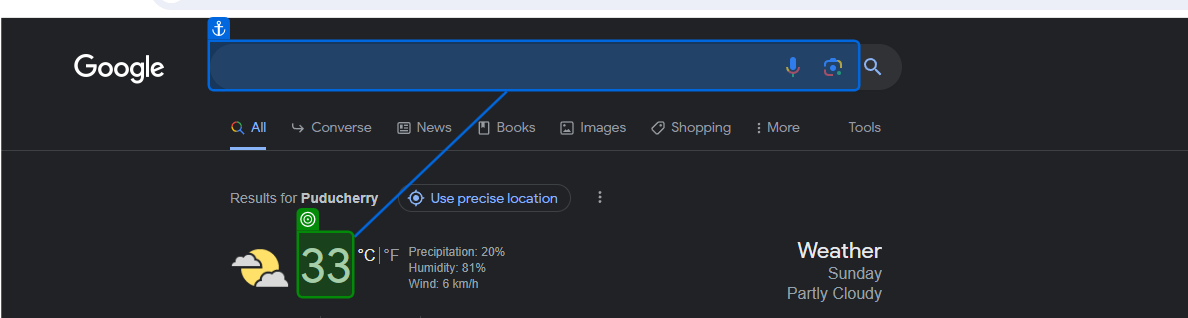 Google
All Converse News Books Images Shopping More Tools
Results for Puducherry Use precise location
33 °C | °F
Precipitation: 20%
Humidity: 81%
Wind: 6 km/h
Weather
Sunday
Partly Cloudy